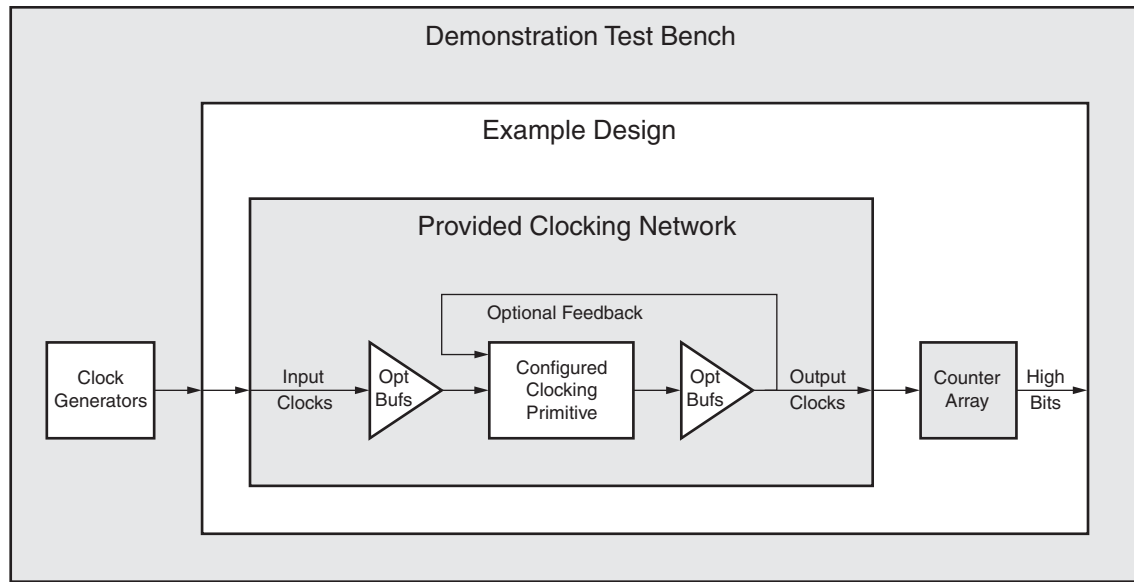 Demonstration Test Bench
Example Design
Provided Clocking Network
Optional Feedback
Clock
Generators
Input
Clocks
Opt
Bufs
Configured
Clocking
Primitive
Opt
Bufs
Output
Clocks
Counter
Array
High
Bits